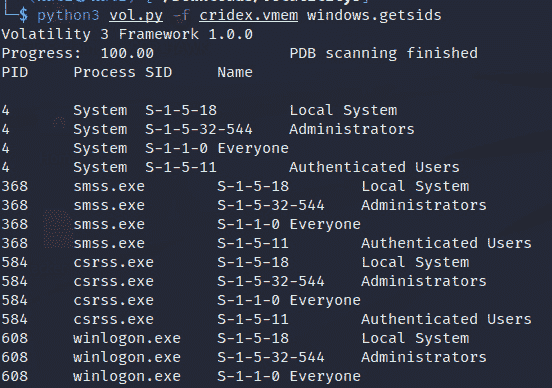 └─$ python3 vol.py -f cridex.vmem windows.getsids
Volatility 3 Framework 1.0.0
Progress:  100.00               PDB scanning finished
PID     Process SID     Name

4       System  S-1-5-18        Local System
4       System  S-1-5-32-544    Administrators
4       System  S-1-1-0 Everyone
4       System  S-1-5-11        Authenticated Users
368     smss.exe        S-1-5-18        Local System
368     smss.exe        S-1-5-32-544    Administrators
368     smss.exe        S-1-1-0 Everyone
368     smss.exe        S-1-5-11        Authenticated Users
584     csrss.exe       S-1-5-18        Local System
584     csrss.exe       S-1-5-32-544    Administrators
584     csrss.exe       S-1-1-0 Everyone
584     csrss.exe       S-1-5-11        Authenticated Users
608     winlogon.exe    S-1-5-18        Local System
608     winlogon.exe    S-1-5-32-544    Administrators
608     winlogon.exe    S-1-1-0 Everyone